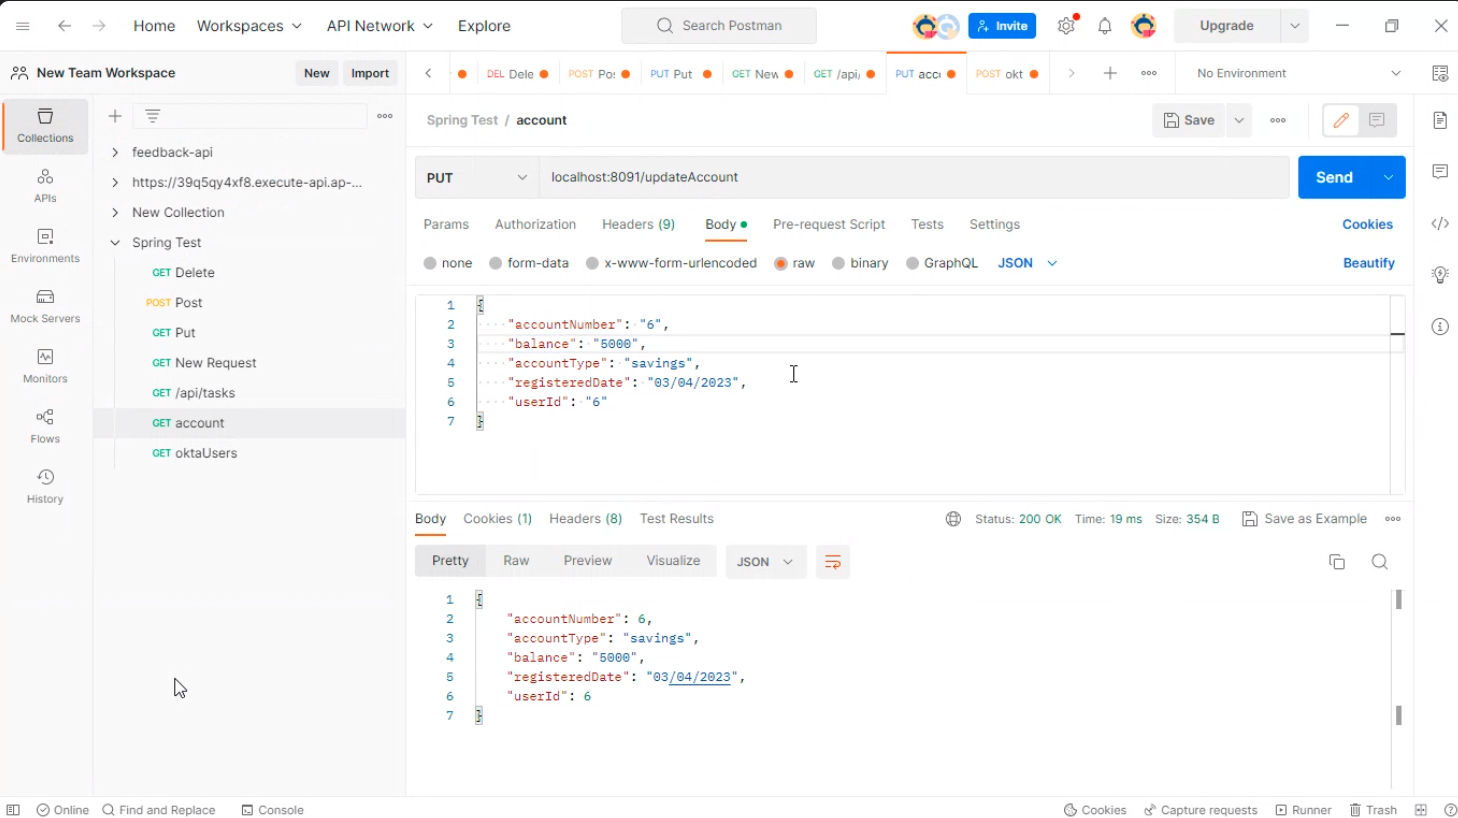 Home Workspaces API Network Explore Search Postman Invite Upgrade
New Team Workspace New Import
DEL Dele POST Pos PUT Put GET New GET /api/ PUT acc POST okt No Environment
Collections
APIs
Environments
Mock Servers
Monitors
Flows
History
feedback-api
https://39q5qy4xf8.execute-api.ap-...
New Collection
Spring Test
GET Delete
POST Post
GET Put
GET New Request
GET /api/tasks
GET account
GET oktaUsers
Spring Test / account Save
PUT localhost:8091/updateAccount Send
Params Authorization Headers (9) Body Pre-request Script Tests Settings Cookies
none form-data x-www-form-urlencoded raw binary GraphQL JSON Beautify
1 {
2 "accountNumber": "6",
3 "balance": "5000",
4 "accountType": "savings",
5 "registeredDate": "03/04/2023",
6 "userId": "6"
7 }
Body Cookies (1) Headers (8) Test Results Status: 200 OK Time: 19 ms Size: 354 B Save as Example
Pretty Raw Preview Visualize JSON
1 {
2 "accountNumber": 6,
3 "accountType": "savings",
4 "balance": "5000",
5 "registeredDate": "03/04/2023",
6 "userId": 6
7 }
Online Find and Replace Console Cookies Capture requests Runner Trash